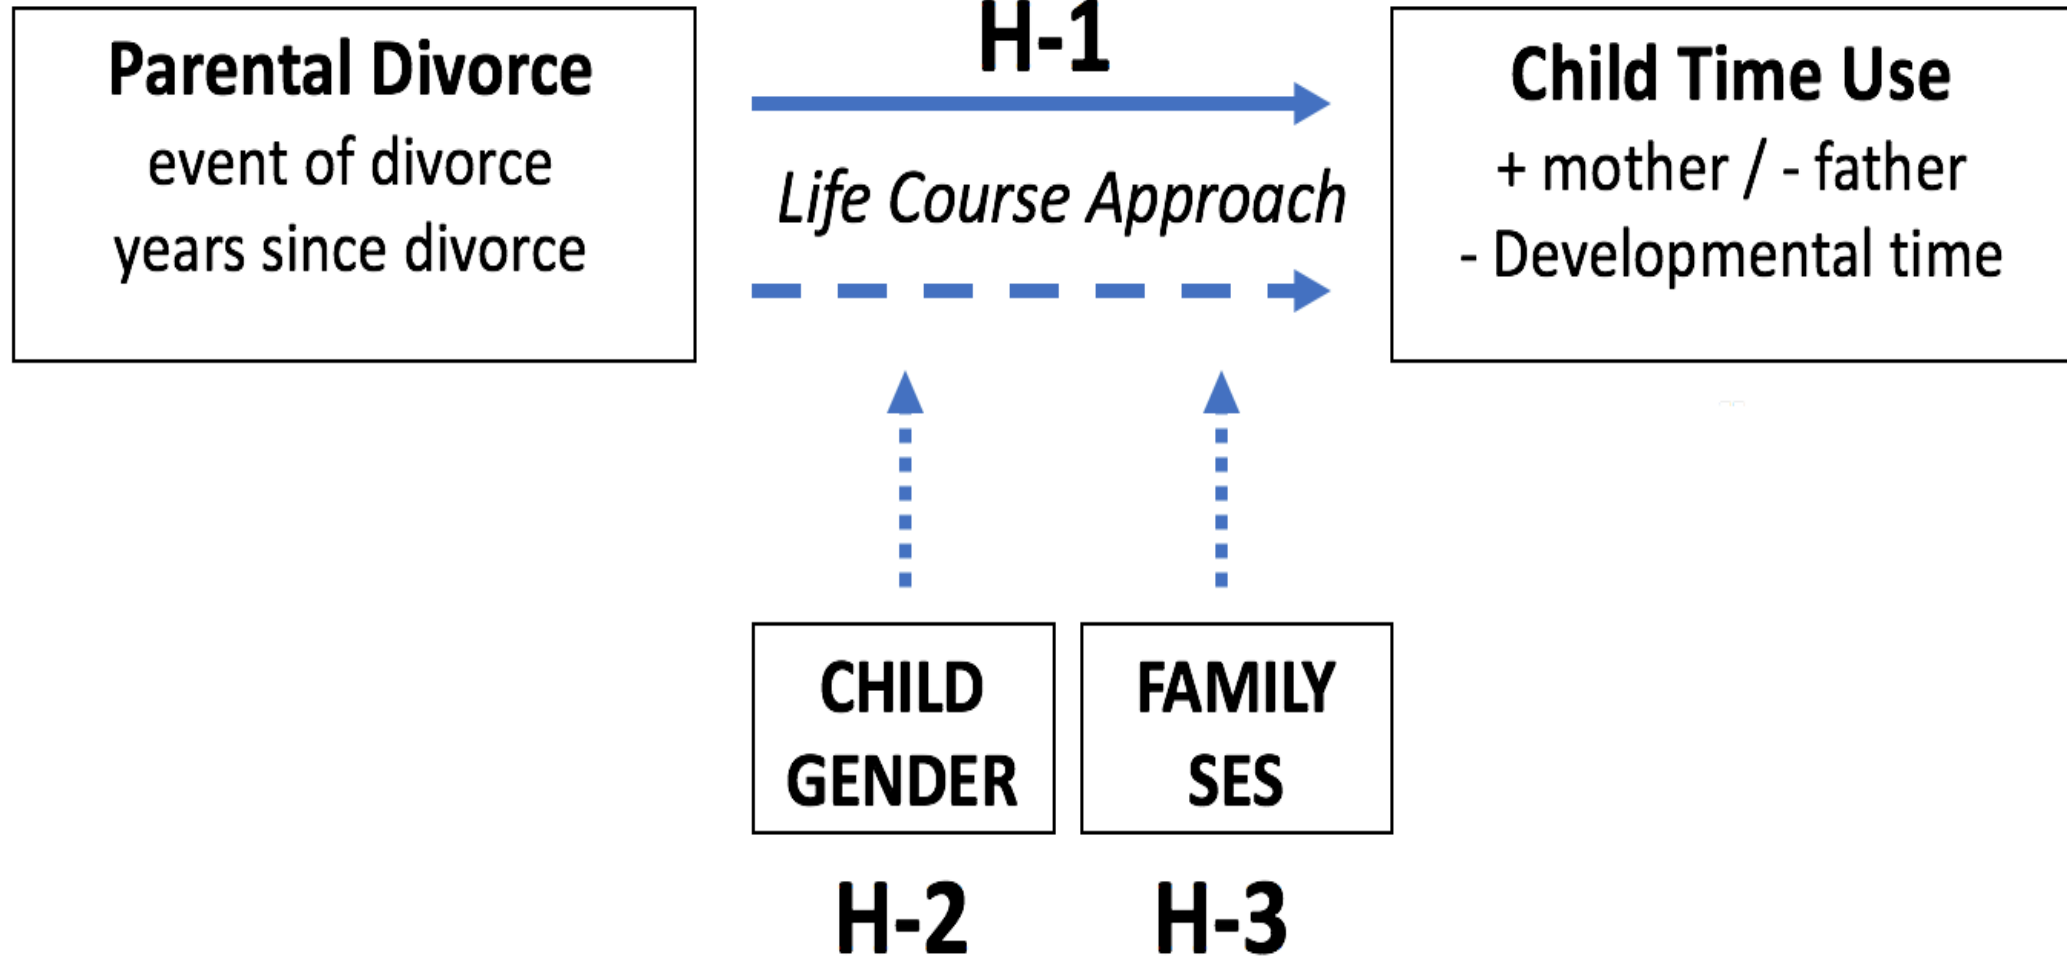 Parental Divorce
event of divorce
years since divorce
H-1
Life Course Approach
Child Time Use
+ mother / - father
- Developmental time
CHILD
GENDER
H-2
FAMILY
SES
H-3